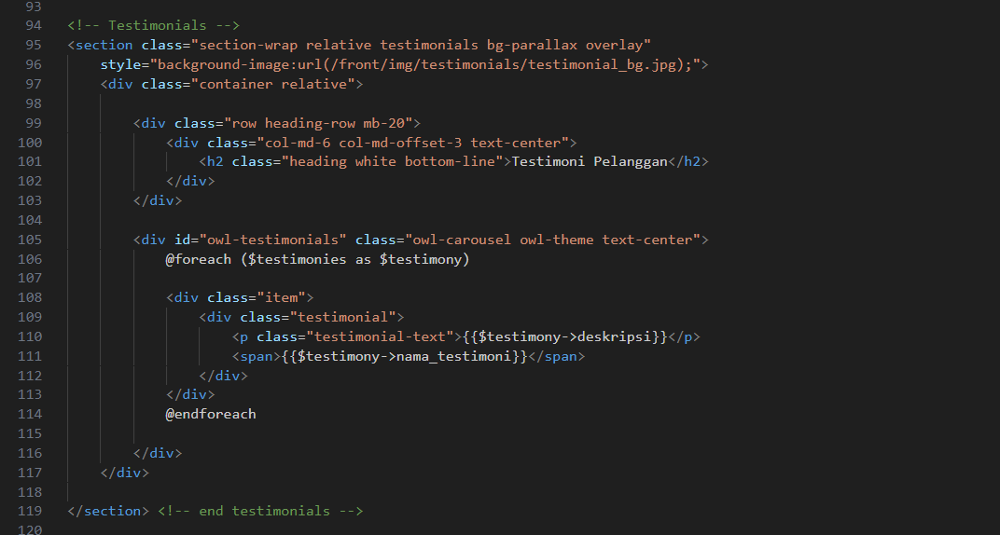 93
94 <!-- Testimonials -->
95 <section class="section-wrap relative testimonials bg-parallax overlay"
96 style="background-image:url(/front/img/testimonials/testimonial_bg.jpg);">
97 <div class="container relative">
98
99 <div class="row heading-row mb-20">
100 <div class="col-md-6 col-md-offset-3 text-center">
101 <h2 class="heading white bottom-line">Testimoni Pelanggan</h2>
102 </div>
103 </div>
104
105 <div id="owl-testimonials" class="owl-carousel owl-theme text-center">
106 @foreach ($testimonies as $testimony)
107
108 <div class="item">
109 <div class="testimonial">
110 <p class="testimonial-text">{{$testimony->deskripsi}}</p>
111 <span>{{$testimony->nama_testimoni}}</span>
112 </div>
113 </div>
114 @endforeach
115
116 </div>
117 </div>
118
119 </section> <!-- end testimonials -->
120